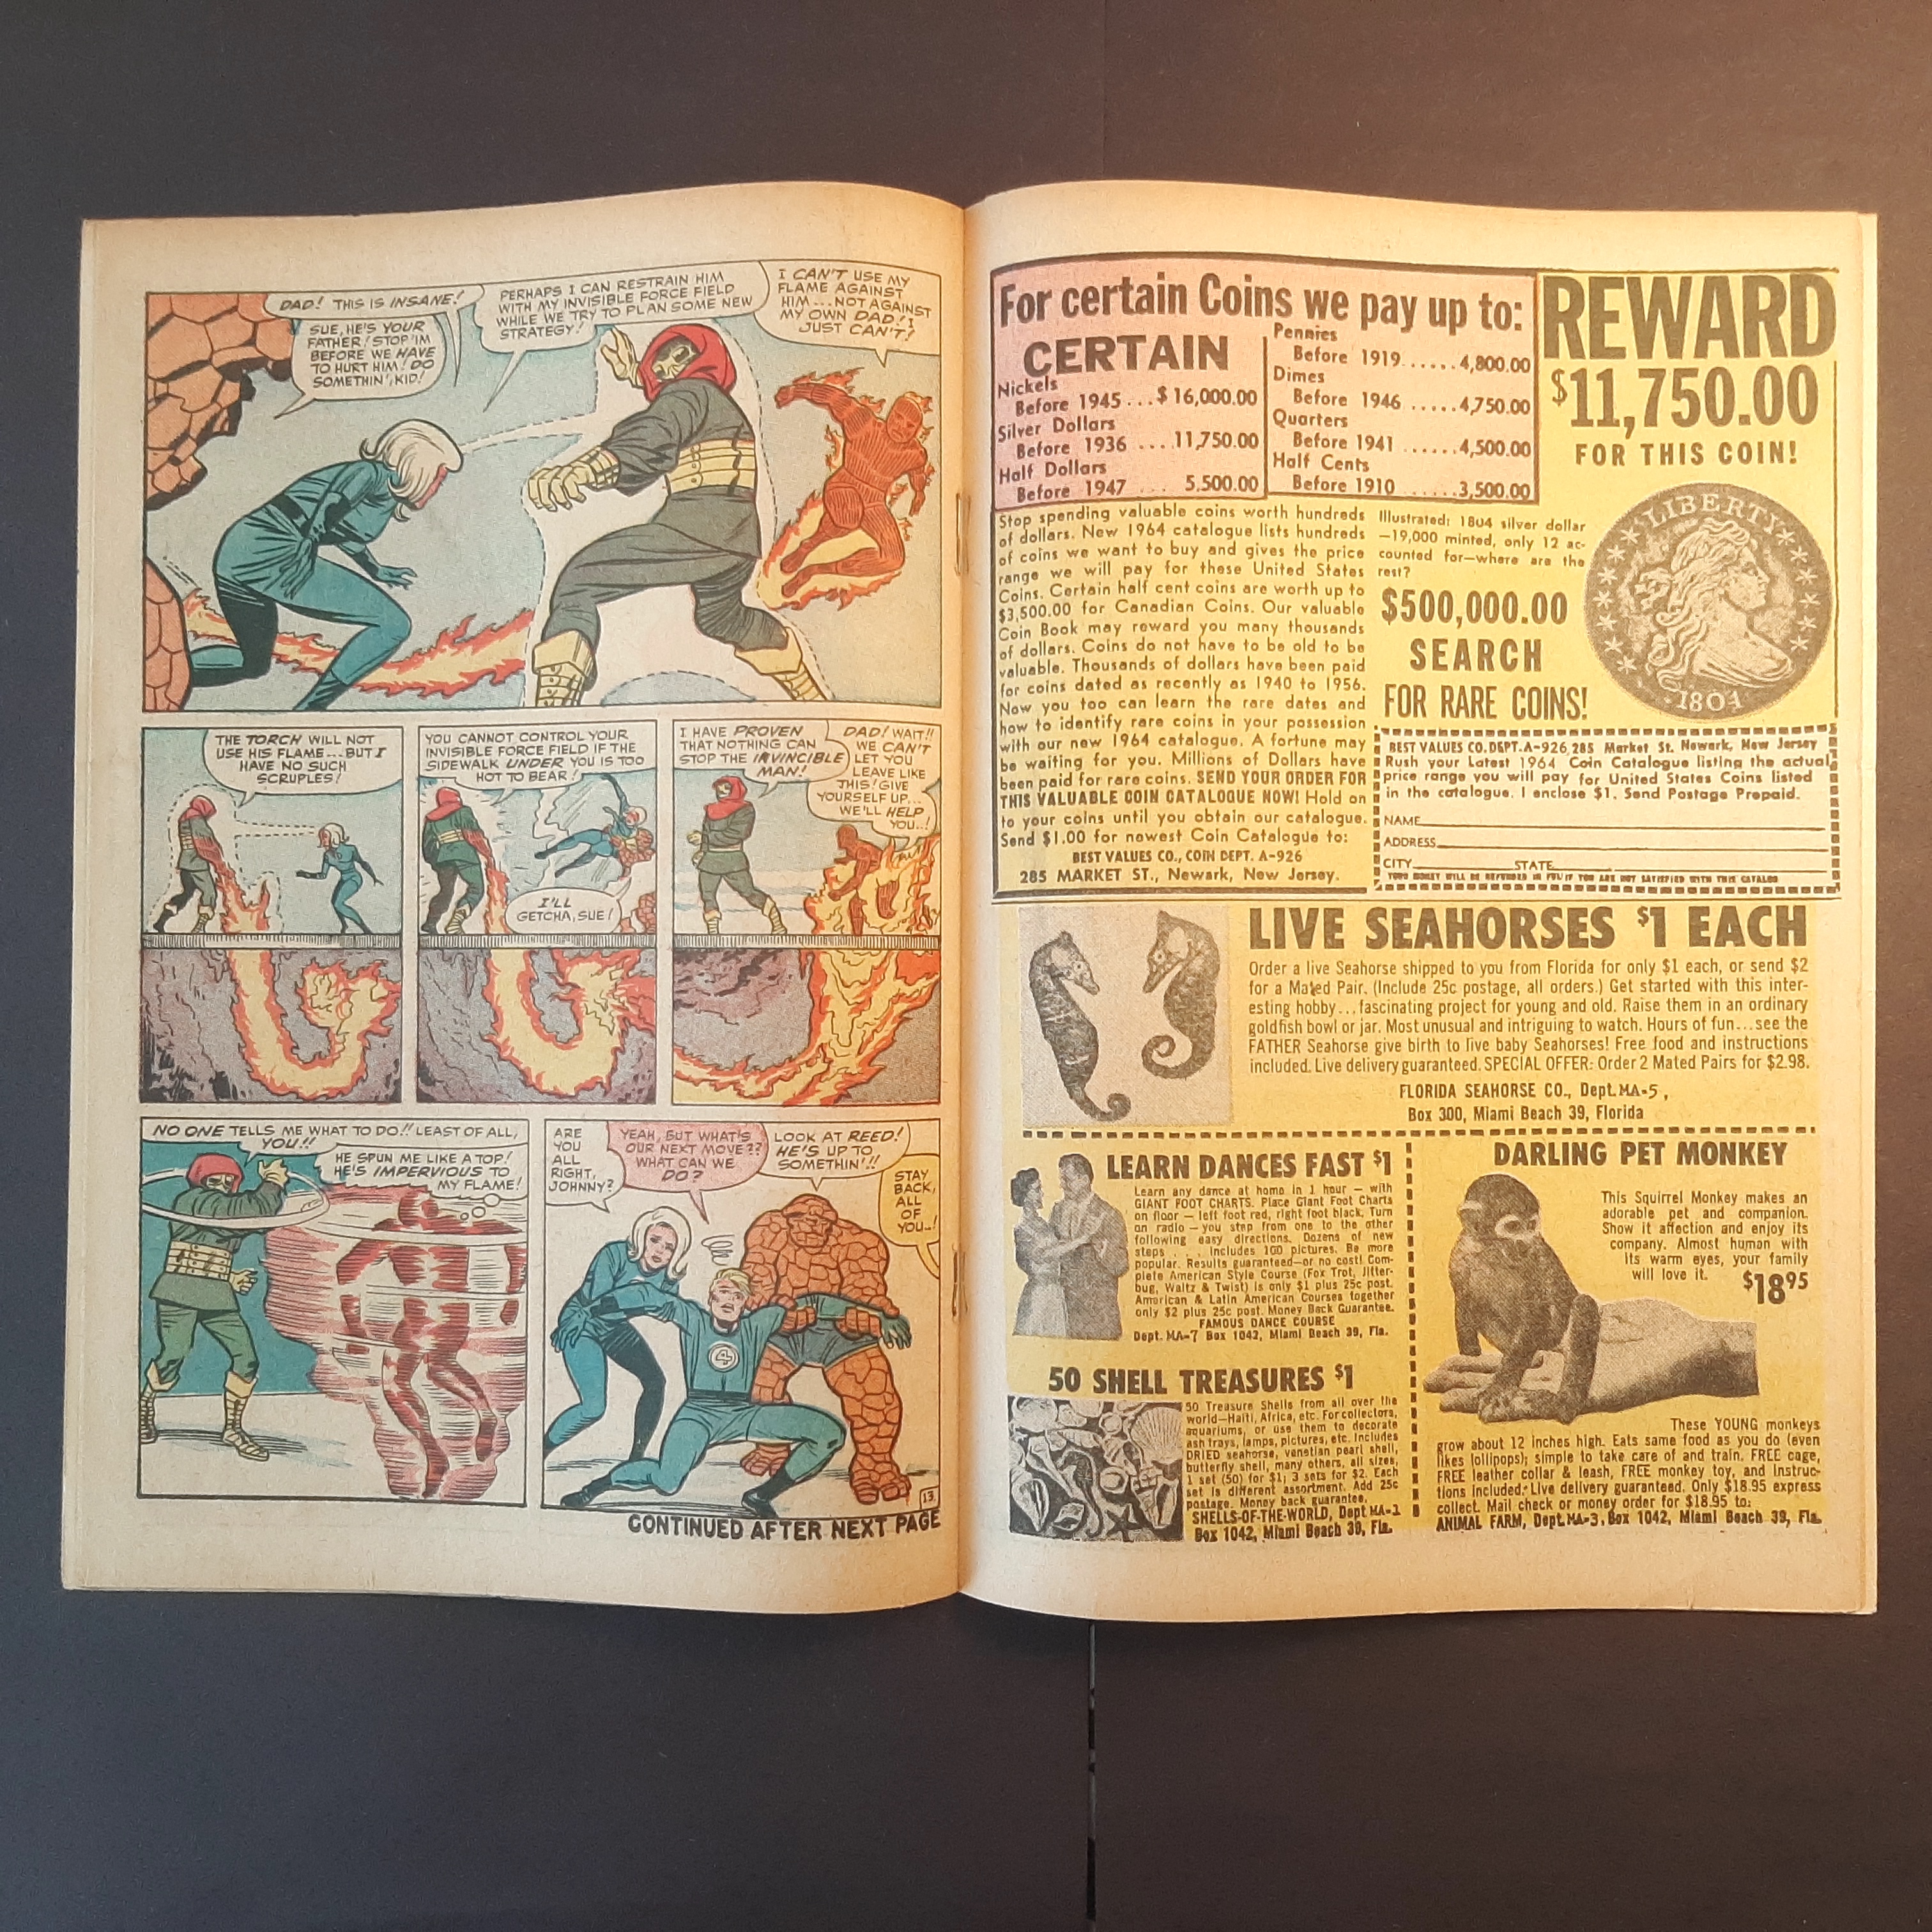 DAD! THIS IS INSANE!
SUE, HE'S YOUR
FATHER! STOP 'IM
BEFORE WE HAVE
TO HURT HIM! DO
SOMETHIN', KID!
PERHAPS I CAN RESTRAIN HIM
WITH MY INVISIBLE FORCE FIELD
WHILE WE TRY TO PLAN SOME NEW
STRATEGY!
I CAN'T USE MY
FLAME AGAINST
HIM... NOT AGAINST
MY OWN DAD!! I
JUST CAN'T!
THE TORCH WILL NOT
USE HIS FLAME... BUT I
HAVE NO SUCH
SCRUPLES!
YOU CANNOT CONTROL YOUR
INVISIBLE FORCE FIELD IF THE
SIDEWALK UNDER YOU IS TOO
HOT TO BEAR!
I'LL
GETCHA, SUE!
I HAVE PROVEN
THAT NOTHING CAN
STOP THE INVINCIBLE
MAN!
DAD! WAIT!!
WE CAN'T
LET YOU
LEAVE LIKE
THIS! GIVE
YOURSELF UP...
WE'LL HELP
YOU..!
NO ONE TELLS ME WHAT TO DO!! LEAST OF ALL,
YOU!!
HE SPUN ME LIKE A TOP!
HE'S IMPERVIOUS TO
MY FLAME!
ARE
YOU
ALL
RIGHT,
JOHNNY?
YEAH, BUT WHAT'S
OUR NEXT MOVE??
WHAT CAN WE
DO?
LOOK AT REED!
HE'S UP TO
SOMETHIN'!!
STAY
BACK,
ALL
OF
YOU..!
4
13
CONTINUED AFTER NEXT PAGE
For certain Coins we pay up to:
CERTAIN
Nickels
Before 1945 ... $16,000.00
Silver Dollars
Before 1936 .... 11,750.00
Half Dollars
Before 1947 ... 5.500.00
Pennies
Before 1919 ..... 4,800.00
Dimes
Before 1946 ..... 4,750.00
Quarters
Before 1941 ...... 4,500.00
Half Cents
Before 1910 ..... 3,500.00
REWARD
$11,750.00
FOR THIS COIN!
Stop spending valuable coins worth hundreds
of dollars. New 1964 catalogue lists hundreds
of coins we want to buy and gives the price
range we will pay for these United States
Coins. Certain half cent coins are worth up to
$3,500.00 for Canadian Coins. Our valuable
Coin Book may reward you many thousands
of dollars. Coins do not have to be old to be
valuable. Thousands of dollars have been paid
for coins dated as recently as 1940 to 1956.
Now you too can learn the rare dates and
how to identify rare coins in your possession
with our new 1964 catalogue. A fortune may
be waiting for you. Millions of Dollars have
been paid for rare coins. SEND YOUR ORDER FOR
THIS VALUABLE COIN CATALOGUE NOW! Hold on
to your coins until you obtain our catalogue.
Send $1.00 for newest Coin Catalogue to:
BEST VALUES CO., COIN DEPT. A-926
285 MARKET ST., Newark, New Jersey.
Illustrated: 1804 silver dollar
—19,000 minted, only 12 ac-
counted for—where are the
rest?
$500,000.00
SEARCH
FOR RARE COINS!
LIBERTY
1804
BEST VALUES CO. DEPT. A-926, 285 Market St. Newark, New Jersey
Rush your Latest 1964 Coin Catalogue listing the actual
price range you will pay for United States Coins listed
in the catalogue. I enclose $1. Send Postage Prepaid.
NAME
ADDRESS
CITY STATE
YOUR MONEY WILL BE REFUNDED IN FULL IF YOU ARE NOT SATISFIED WITH THIS CATALOG
LIVE SEAHORSES $1 EACH
Order a live Seahorse shipped to you from Florida for only $1 each, or send $2
for a Mated Pair. (Include 25c postage, all orders.) Get started with this inter-
esting hobby...fascinating project for young and old. Raise them in an ordinary
goldfish bowl or jar. Most unusual and intriguing to watch. Hours of fun...see the
FATHER Seahorse give birth to live baby Seahorses! Free food and instructions
included. Live delivery guaranteed. SPECIAL OFFER: Order 2 Mated Pairs for $2.98.
FLORIDA SEAHORSE CO., Dept. MA-5,
Box 300, Miami Beach 39, Florida
LEARN DANCES FAST $1
Learn any dance at home in 1 hour — with
GIANT FOOT CHARTS. Place Giant Foot Charts
on floor — left foot red, right foot black. Turn
on radio — you step from one to the other
following easy directions. Dozens of new
steps . . . Includes 100 pictures. Be more
popular. Results guaranteed—or no cost! Com-
plete American Style Course (Fox Trot, Jitter-
bug, Waltz & Twist) is only $1 plus 25c post.
American & Latin American Courses together
only $2 plus 25c post. Money Back Guarantee.
FAMOUS DANCE COURSE
Dept. MA-7 Box 1042, Miami Beach 39, Fla.
50 SHELL TREASURES $1
50 Treasure Shells from all over the
world—Haiti, Africa, etc. For collectors,
aquariums, or use them to decorate
ash trays, lamps, pictures, etc. Includes
DRIED seahorse, venetian pearl shell,
butterfly shell, many others, all sizes,
1 set (50) for $1; 3 sets for $2. Each
set is different assortment. Add 25c
postage. Money back guarantee.
SHELLS-OF-THE-WORLD, Dept MA-1
Box 1042, Miami Beach 39, Fla.
DARLING PET MONKEY
This Squirrel Monkey makes an
adorable pet and companion.
Show it affection and enjoy its
company. Almost human with
its warm eyes, your family
will love it. $18.95
These YOUNG monkeys
grow about 12 inches high. Eats same food as you do (even
likes lollipops); simple to take care of and train. FREE cage,
FREE leather collar & leash, FREE monkey toy, and Instruc-
tions included. Live delivery guaranteed. Only $18.95 express
collect. Mail check or money order for $18.95 to:
ANIMAL FARM, Dept. MA-3, Box 1042, Miami Beach 39, Fla.